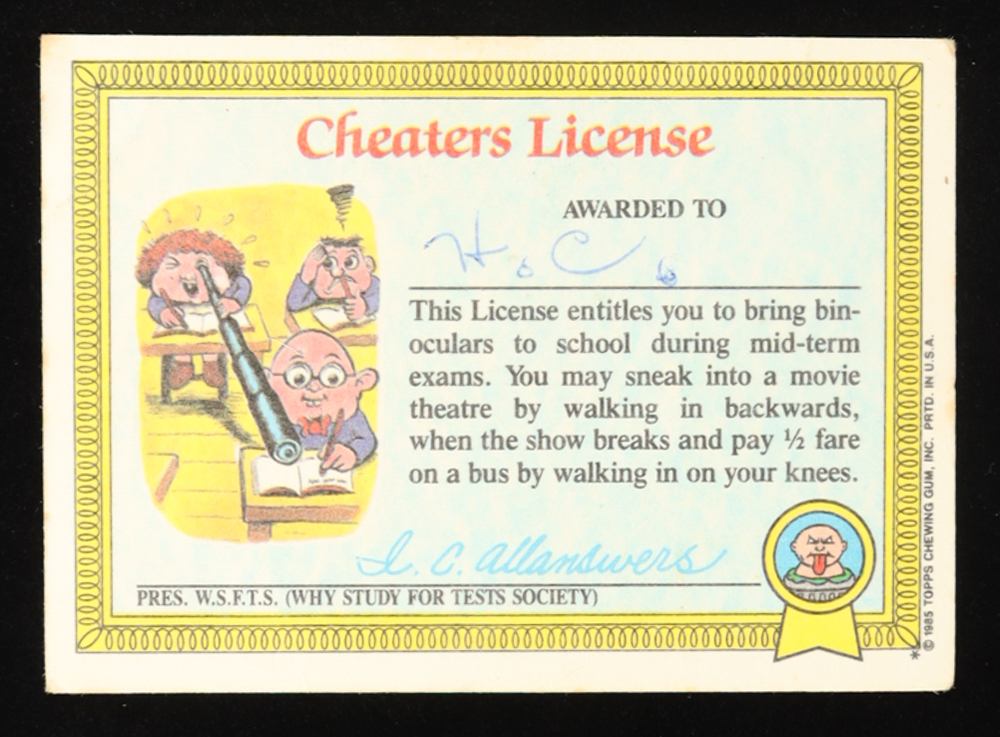 Cheaters License
AWARDED TO
H. C.
This License entitles you to bring bin-
oculars to school during mid-term
exams. You may sneak into a movie
theatre by walking in backwards,
when the show breaks and pay ½ fare
on a bus by walking in on your knees.
I. C. Allanswers
PRES. W.S.F.T.S. (WHY STUDY FOR TESTS SOCIETY)
* © 1985 TOPPS CHEWING GUM, INC. PRTD. IN U.S.A.